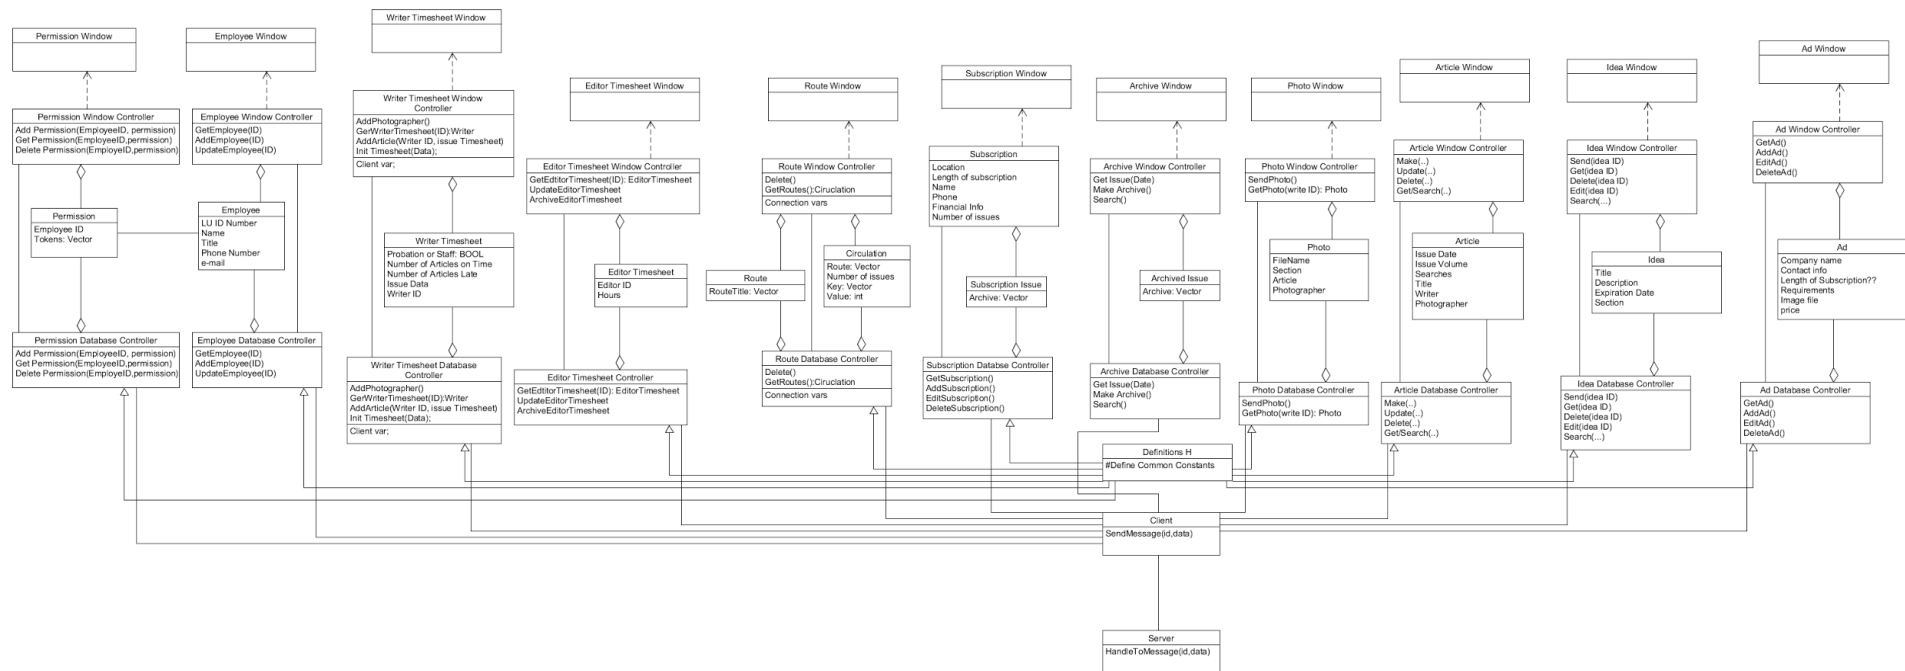 Permission Window
Permission Window Controller
Add Permission(EmployeeID, permission)
Get Permission(EmployeeID,permission)
Delete Permission(EmployeID,permission)
Permission
Employee ID
Tokens: Vector
Permission Database Controller
Add Permission(EmployeeID, permission)
Get Permission(EmployeeID,permission)
Delete Permission(EmployeID,permission)
Employee Window
Employee Window Controller
GetEmployee(ID)
AddEmployee(ID)
UpdateEmployee(ID)
Employee
LU ID Number
Name
Title
Phone Number
e-mail
Employee Database Controller
GetEmployee(ID)
AddEmployee(ID)
UpdateEmployee(ID)
Writer Timesheet Window
Writer Timesheet Window
Controller
AddPhotographer()
GerWriterTimesheet(ID):Writer
AddArticle(Writer ID, issue Timesheet)
Init Timesheet(Data);
Client var;
Writer Timesheet
Probation or Staff: BOOL
Number of Articles on Time
Number of Articles Late
Issue Data
Writer ID
Writer Timesheet Database
Controller
AddPhotographer()
GerWriterTimesheet(ID):Writer
AddArticle(Writer ID, issue Timesheet)
Init Timesheet(Data);
Client var;
Editor Timesheet Window
Editor Timesheet Window Controller
GetEdtitorTimesheet(ID): EditorTimesheet
UpdateEditorTimesheet
ArchiveEditorTimesheet
Editor Timesheet
Editor ID
Hours
Editor Timesheet Controller
GetEdtitorTimesheet(ID): EditorTimesheet
UpdateEditorTimesheet
ArchiveEditorTimesheet
Route Window
Route Window Controller
Delete()
GetRoutes():Ciruclation
Connection vars
Route
RouteTitle: Vector
Circulation
Route: Vector
Number of issues
Key: Vector
Value: int
Route Database Controller
Delete()
GetRoutes():Ciruclation
Connection vars
Subscription Window
Subscription
Location
Length of subscription
Name
Phone
Financial Info
Number of issues
Subscription Issue
Archive: Vector
Subscription Databse Controller
GetSubscription()
AddSubscription()
EditSubscription()
DeleteSubscription()
Archive Window
Archive Window Controller
Get Issue(Date)
Make Archive()
Search()
Archived Issue
Archive: Vector
Archive Database Controller
Get Issue(Date)
Make Archive()
Search()
Photo Window
Photo Window Controller
SendPhoto()
GetPhoto(write ID): Photo
Photo
FileName
Section
Article
Photographer
Photo Database Controller
SendPhoto()
GetPhoto(write ID): Photo
Article Window
Article Window Controller
Make(..)
Update(..)
Delete(..)
Get/Search(..)
Article
Issue Date
Issue Volume
Searches
Title
Writer
Photographer
Article Database Controller
Make(..)
Update(..)
Delete(..)
Get/Search(..)
Idea Window
Idea Window Controller
Send(idea ID)
Get(idea ID)
Delete(idea ID)
Edit(idea ID)
Search(...)
Idea
Title
Description
Expiration Date
Section
Idea Database Controller
Send(idea ID)
Get(idea ID)
Delete(idea ID)
Edit(idea ID)
Search(...)
Ad Window
Ad Window Controller
GetAd()
AddAd()
EditAd()
DeleteAd()
Ad
Company name
Contact info
Length of Subscription??
Requirements
Image file
price
Ad Database Controller
GetAd()
AddAd()
EditAd()
DeleteAd()
Definitions H
#Define Common Constants
Client
SendMessage(id,data)
Server
HandleToMessage(id,data)